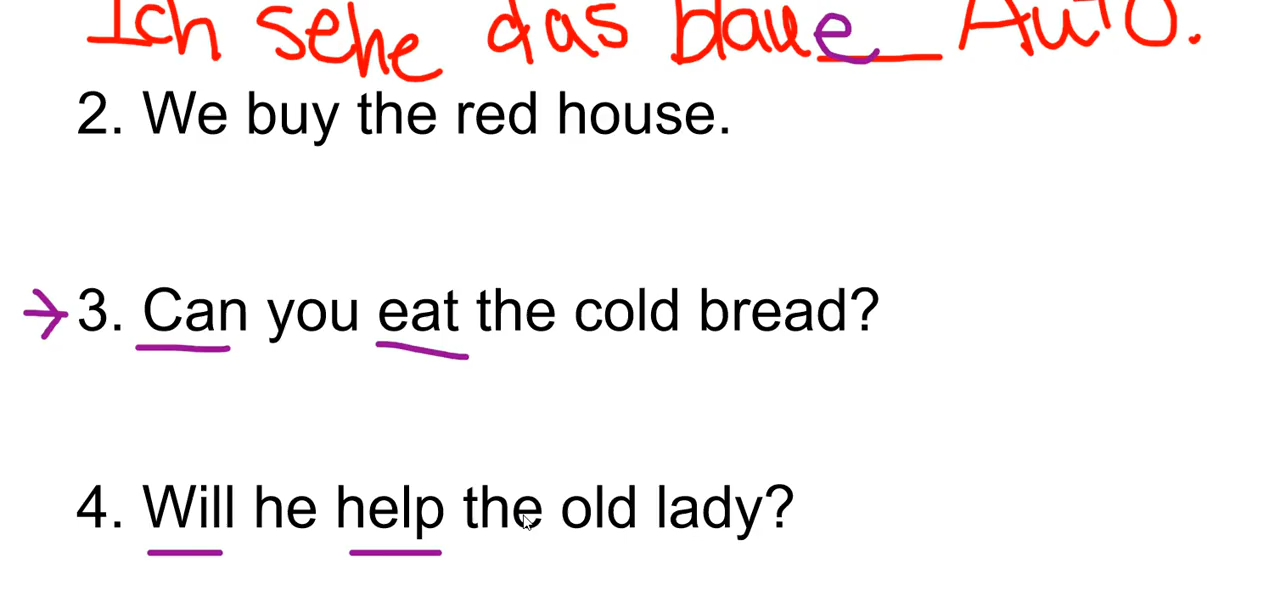 Ich sehe das blaue Auto.
2. We buy the red house.
3. Can you eat the cold bread?
4. Will he help the old lady?